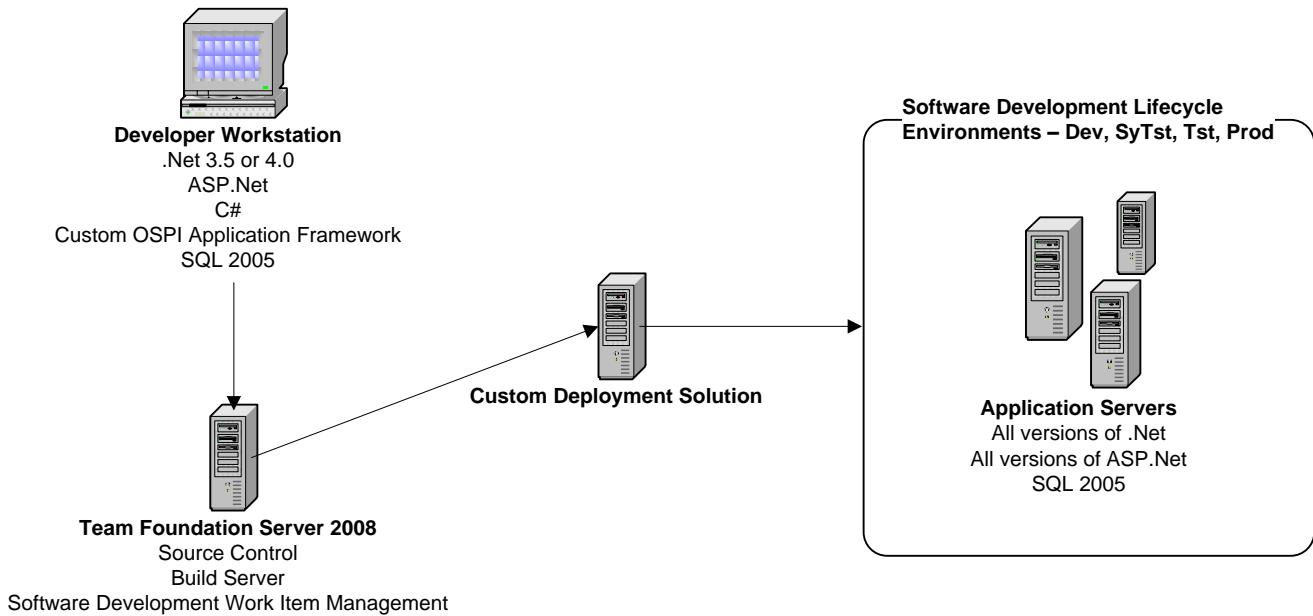 Developer Workstation
.Net 3.5 or 4.0
ASP.Net
C#
Custom OSPI Application Framework
SQL 2005
Team Foundation Server 2008
Source Control
Build Server
Software Development Work Item Management
Custom Deployment Solution
Software Development Lifecycle
Environments – Dev, SyTst, Tst, Prod
Application Servers
All versions of .Net
All versions of ASP.Net
SQL 2005